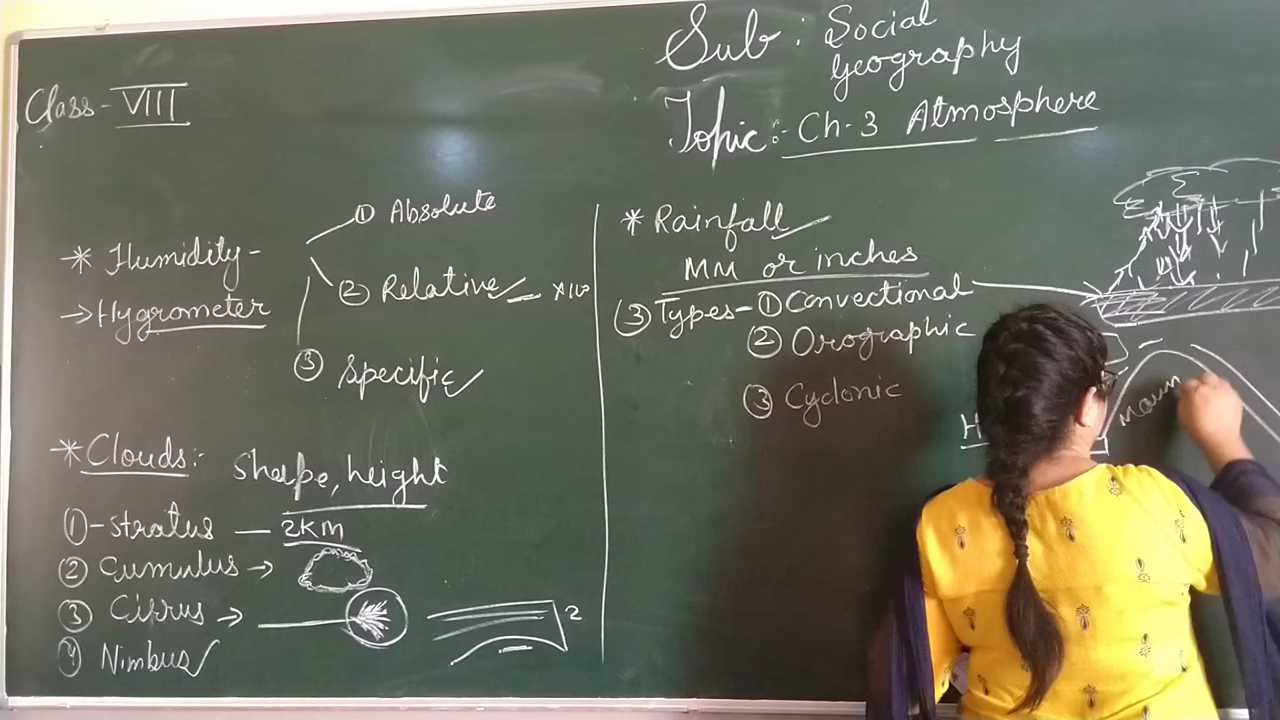 Sub : Social
Geography
Class - VIII
Topic :- Ch-3 Atmosphere
① Absolute
* Humidity -
② Relative ×100
→ Hygrometer
③ Specific
* Clouds :- Shape, height
① - Stratus — 2KM
② Cumulus →
③ Cirrus → 2
④ Nimbus
* Rainfall
MM or inches
③ Types - ① Convectional
② Orographic
③ Cyclonic
H
Moun